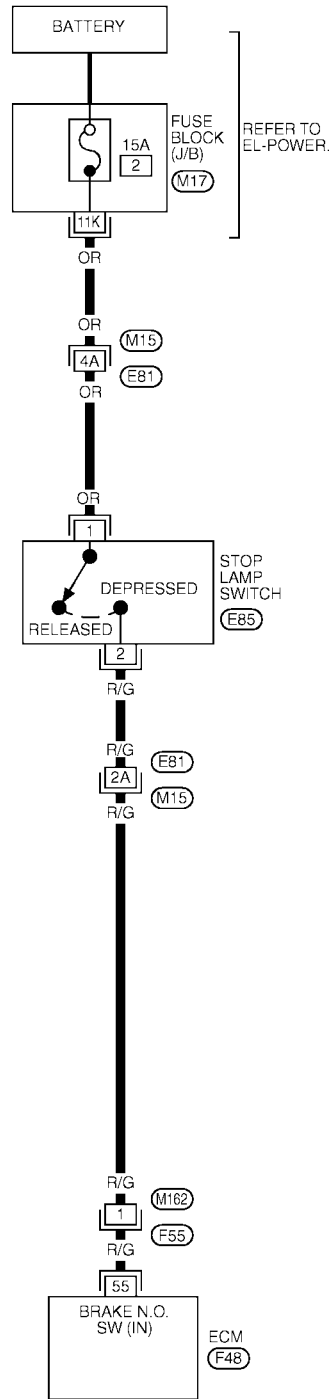 BATTERY
15A
2
FUSE
BLOCK
(J/B)
M17
REFER TO
EL-POWER.
11K
OR
OR
M15
4A
E81
OR
OR
1
DEPRESSED
RELEASED
STOP
LAMP
SWITCH
E85
2
R/G
R/G
E81
2A
M15
R/G
R/G
M162
1
F55
R/G
55
BRAKE N.O.
SW (IN)
ECM
F48